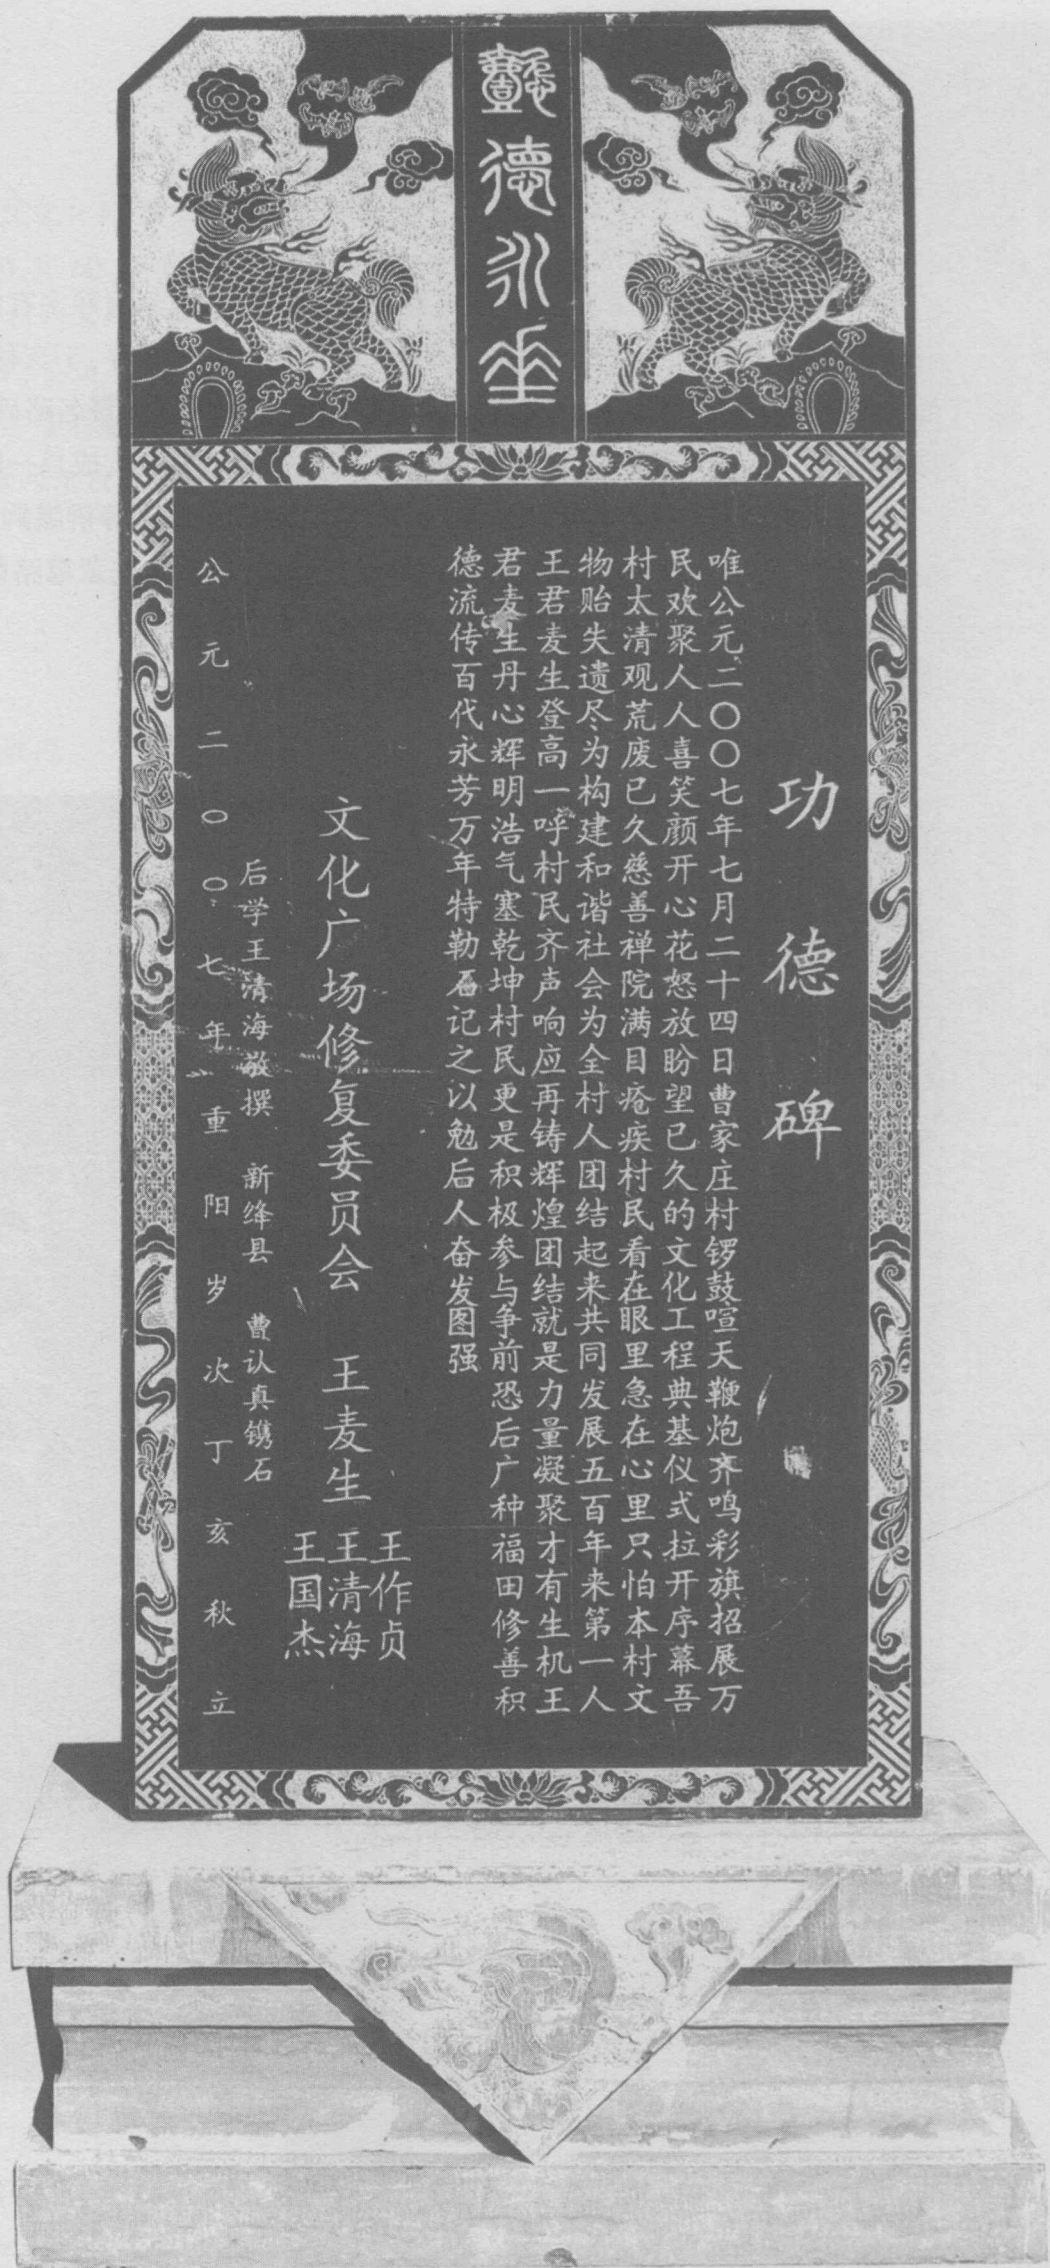 懿德永垂
功德碑
唯公元二〇〇七年七月二十四日曹家庄村锣鼓喧天鞭炮齐鸣彩旗招展万
民欢聚人人喜笑颜开心花怒放盼望已久的文化工程典基仪式拉开序幕吾
村太清观荒废已久慈善禅院满目疮疾村民看在眼里急在心里只怕本村文
物贻失遗尽为构建和谐社会为全村人团结起来共同发展五百年来第一人
王君麦生登高一呼村民齐声响应再铸辉煌团结就是力量凝聚才有生机王
君麦生丹心辉明浩气塞乾坤村民更是积极参与争前恐后广种福田修善积
德流传百代永芳万年特勒石记之以勉后人奋发图强
文化广场修复委员会 王麦生
王作贞
王清海
王国杰
后学王清海敬撰 新绛县 曹认真镌石
公元二〇〇七年重阳岁次丁亥秋立